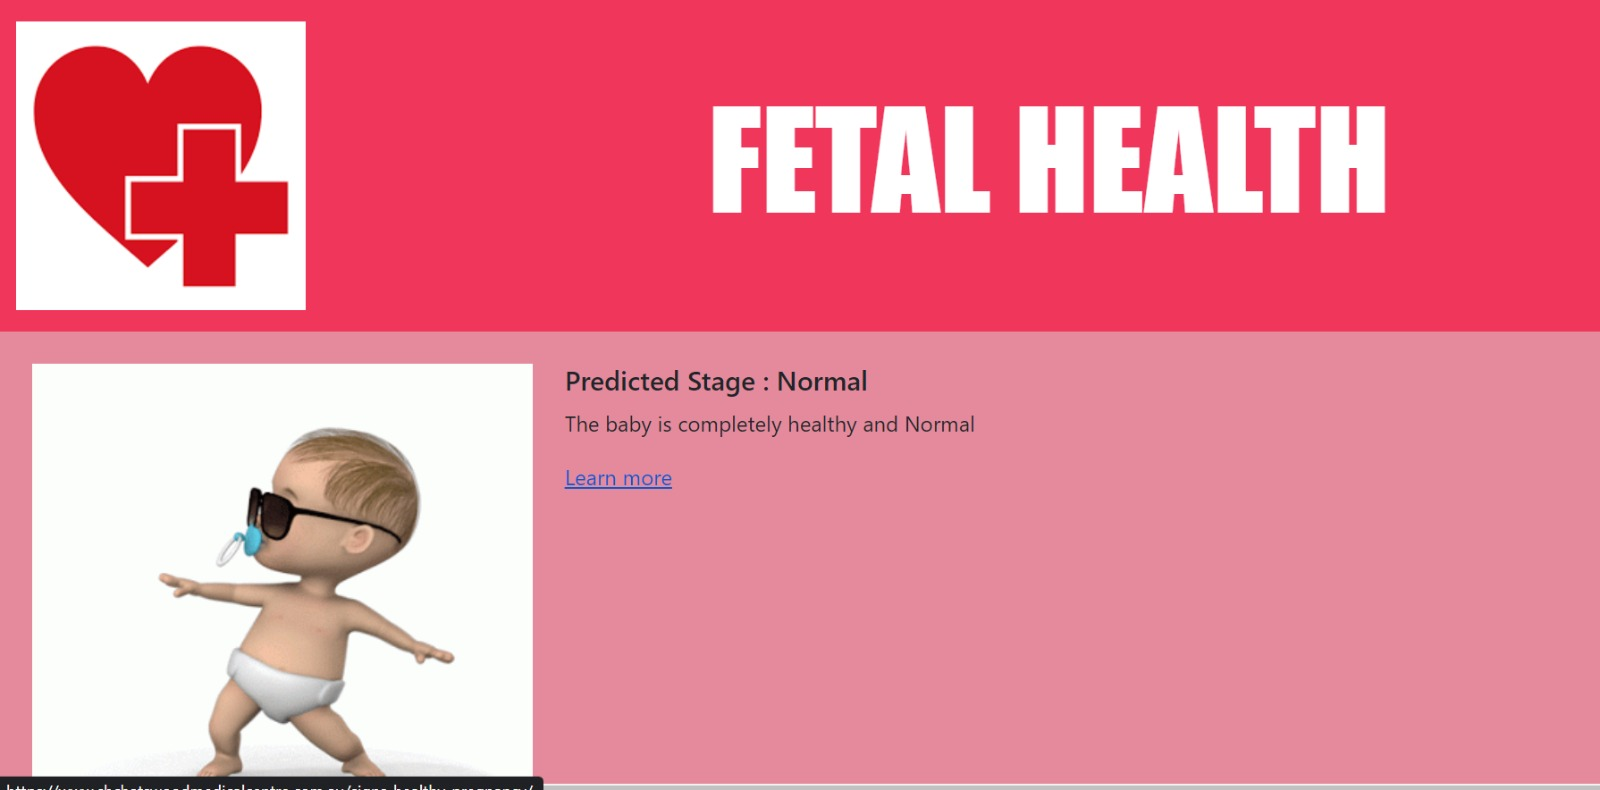 FETAL HEALTH
Predicted Stage : Normal
The baby is completely healthy and Normal
Learn more